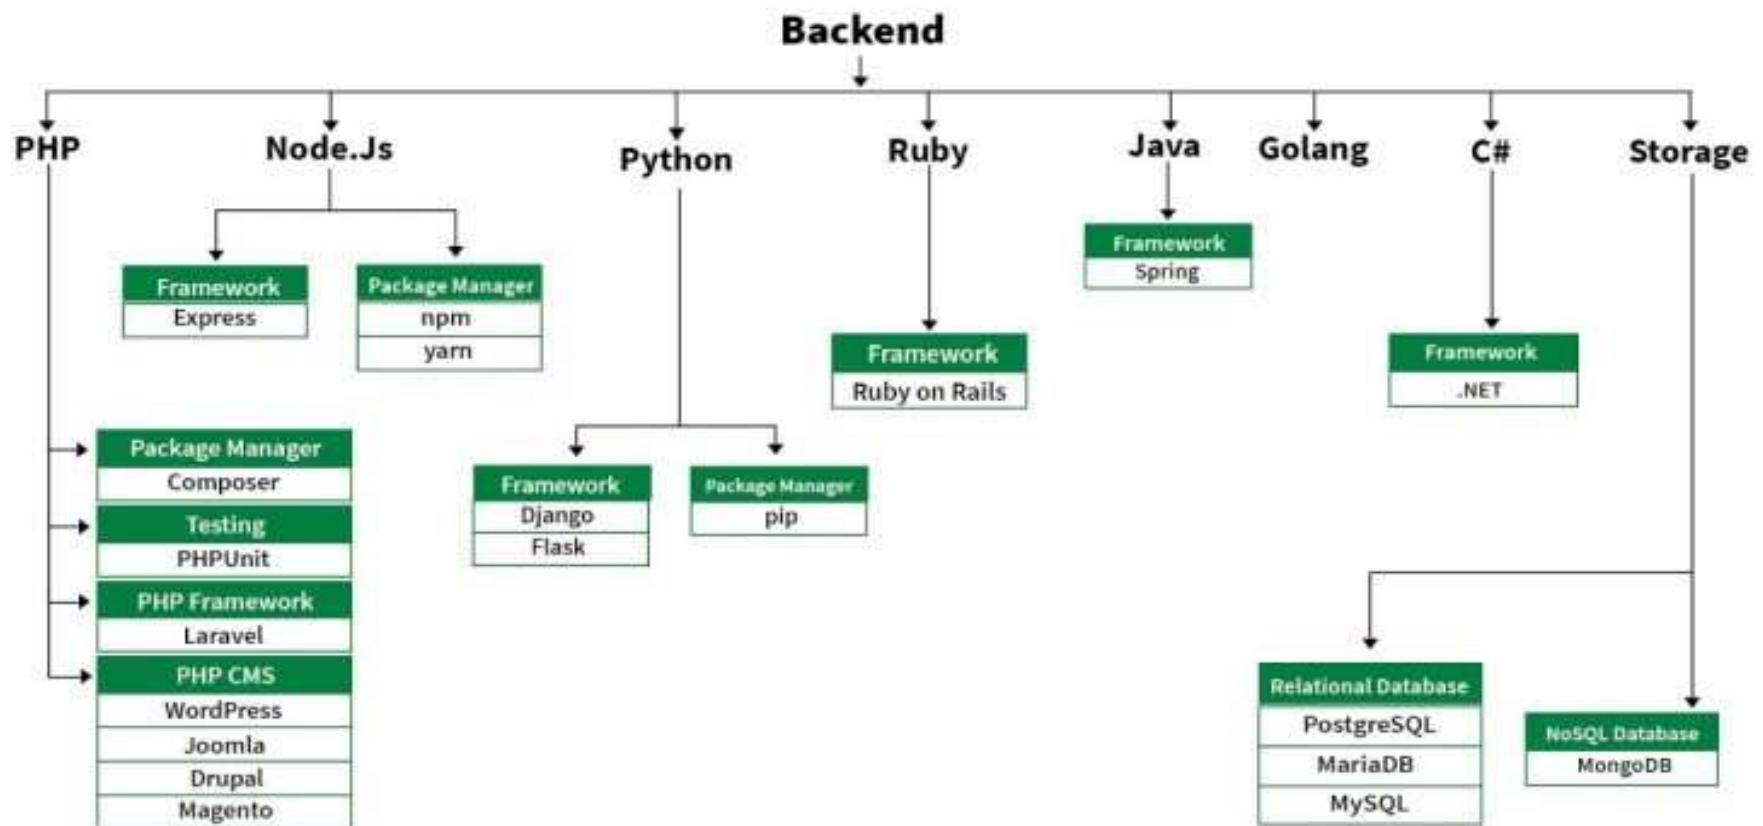 Backend
PHP
Node.Js
Python
Ruby
Java
Golang
C#
Storage
Framework
Express
Package Manager
npm
yarn
Framework
Spring
Framework
Ruby on Rails
Framework
.NET
Package Manager
Composer
Testing
PHPUnit
PHP Framework
Laravel
PHP CMS
WordPress
Joomla
Drupal
Magento
Framework
Django
Flask
Package Manager
pip
Relational Database
PostgreSQL
MariaDB
MySQL
NoSQL Database
MongoDB